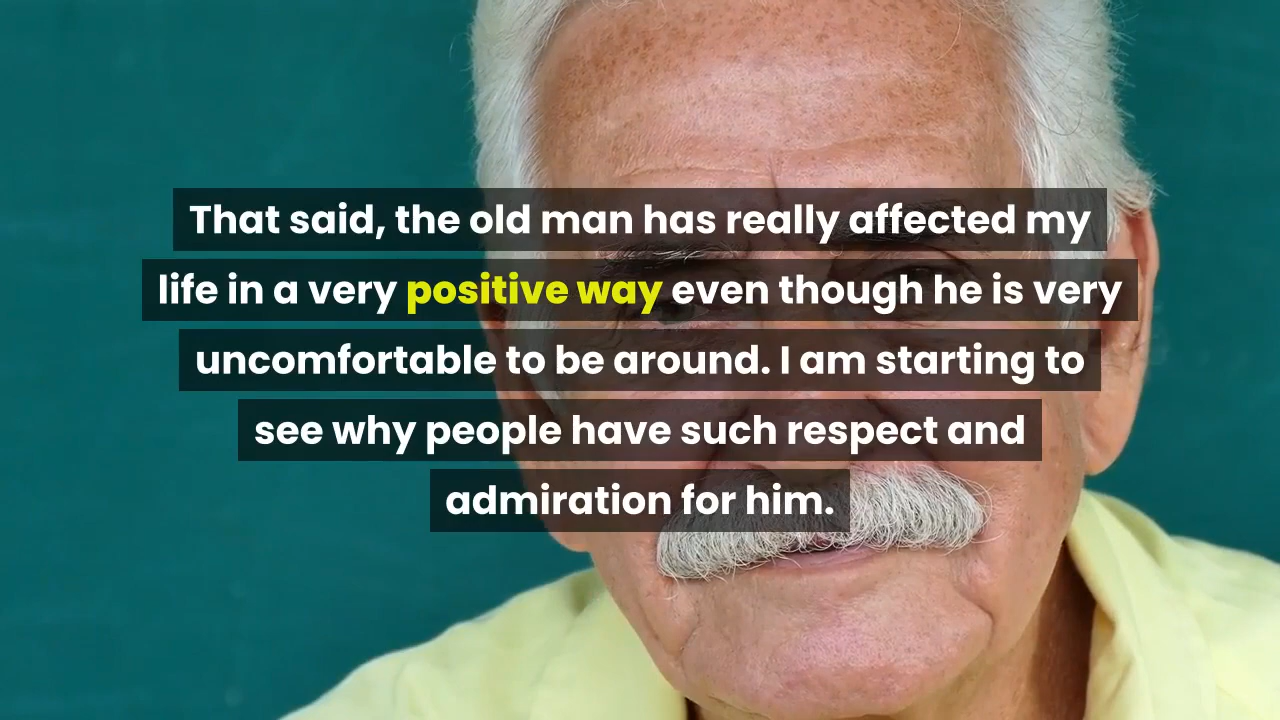 That said, the old man has really affected my
life in a very positive way even though he is very
uncomfortable to be around. I am starting to
see why people have such respect and
admiration for him.